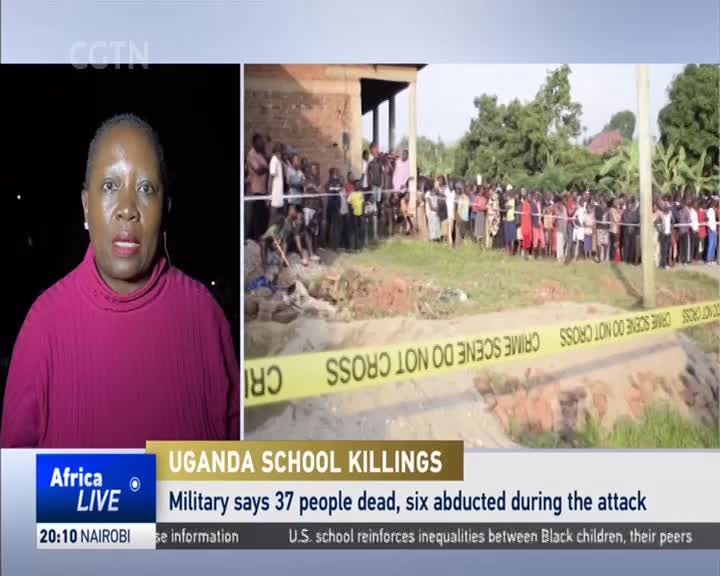 CGTN
CRIME SCENE DO NOT CROSS CRIME SCENE DO NOT CROSS
UGANDA SCHOOL KILLINGS
Africa LIVE
Military says 37 people dead, six abducted during the attack
20:10 NAIROBI
se information U.S. school reinforces inequalities between Black children, their peers